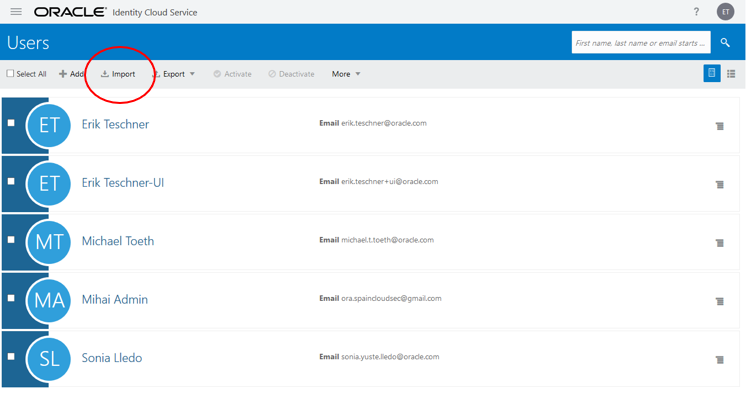 ORACLE® Identity Cloud Service ? ET
Users First name, last name or email starts ...
Select All Add Import Export Activate Deactivate More
ET Erik Teschner Email erik.teschner@oracle.com
ET Erik Teschner-UI Email erik.teschner+ui@oracle.com
MT Michael Toeth Email michael.t.toeth@oracle.com
MA Mihai Admin Email ora.spaincloudsec@gmail.com
SL Sonia Lledo Email sonia.yuste.lledo@oracle.com